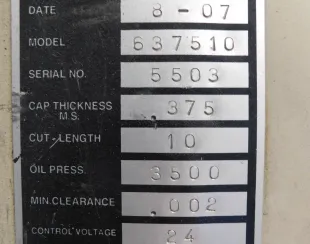 DATE 8-07
MODEL 637510
SERIAL NO. 5503
CAP THICKNESS M.S. .375
CUT-LENGTH 10
OIL PRESS. 3500
MIN.CLEARANCE .002
CONTROL VOLTAGE 24